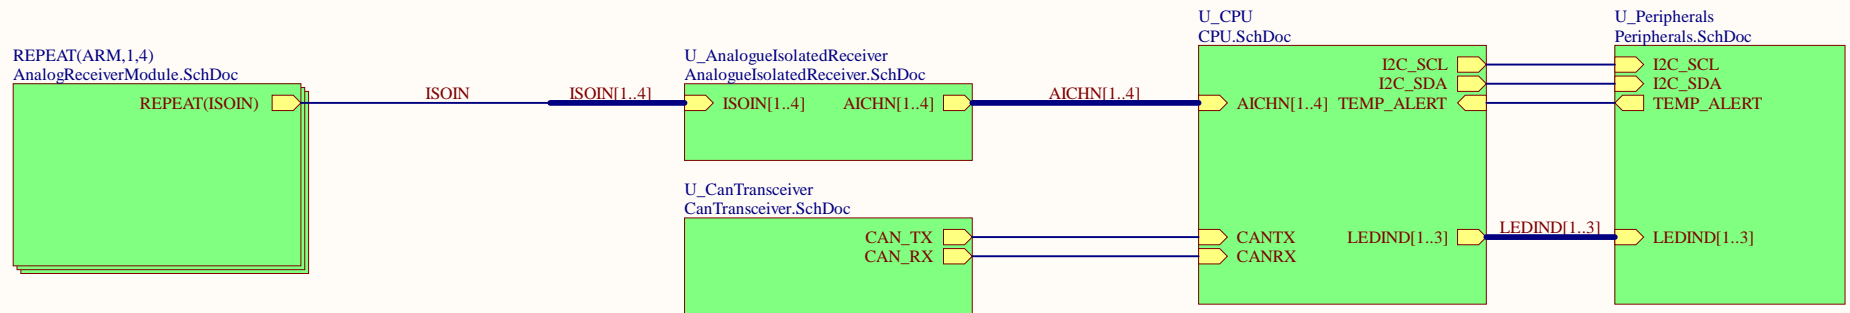 REPEAT(ARM,1,4)
AnalogReceiverModule.SchDoc
REPEAT(ISOIN)
ISOIN
ISOIN[1..4]
U_AnalogueIsolatedReceiver
AnalogueIsolatedReceiver.SchDoc
ISOIN[1..4]
AICHN[1..4]
AICHN[1..4]
U_CanTransceiver
CanTransceiver.SchDoc
CAN_TX
CAN_RX
U_CPU
CPU.SchDoc
I2C_SCL
I2C_SDA
AICHN[1..4]
TEMP_ALERT
CANTX
LEDIND[1..3]
CANRX
LEDIND[1..3]
U_Peripherals
Peripherals.SchDoc
I2C_SCL
I2C_SDA
TEMP_ALERT
LEDIND[1..3]